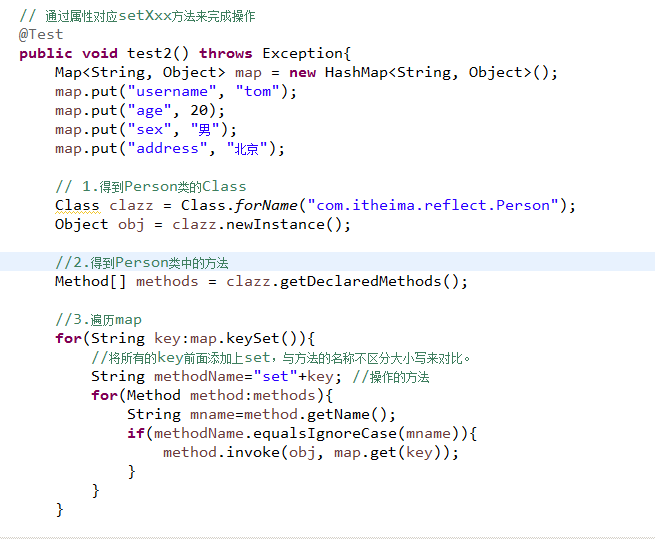 // 通过属性对应setXxx方法来完成操作
@Test
public void test2() throws Exception{
    Map<String, Object> map = new HashMap<String, Object>();
    map.put("username", "tom");
    map.put("age", 20);
    map.put("sex", "男");
    map.put("address", "北京");

    // 1.得到Person类的Class
    Class clazz = Class.forName("com.itheima.reflect.Person");
    Object obj = clazz.newInstance();

    //2.得到Person类中的方法
    Method[] methods = clazz.getDeclaredMethods();

    //3.遍历map
    for(String key:map.keySet()){
        //将所有的key前面添加上set，与方法的名称不区分大小写来对比。
        String methodName="set"+key; //操作的方法
        for(Method method:methods){
            String mname=method.getName();
            if(methodName.equalsIgnoreCase(mname)){
                method.invoke(obj, map.get(key));
            }
        }
    }